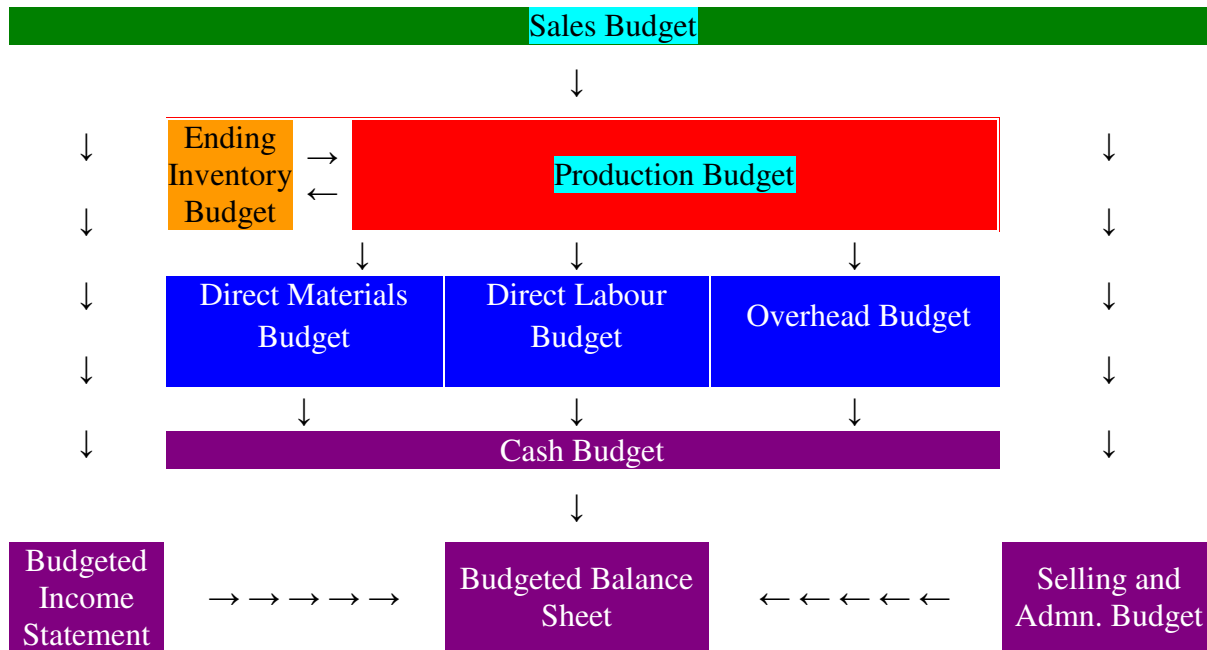 Sales Budget
↓
↓ Ending Inventory Budget → ← Production Budget ↓
↓ ↓
↓ ↓ ↓
Direct Materials
Budget
Direct Labour
Budget
Overhead Budget
↓ ↓
↓ ↓
↓ ↓ ↓
↓ Cash Budget ↓
↓
Budgeted
Income
Statement
→ → → → →
Budgeted Balance
Sheet
← ← ← ← ←
Selling and
Admn. Budget